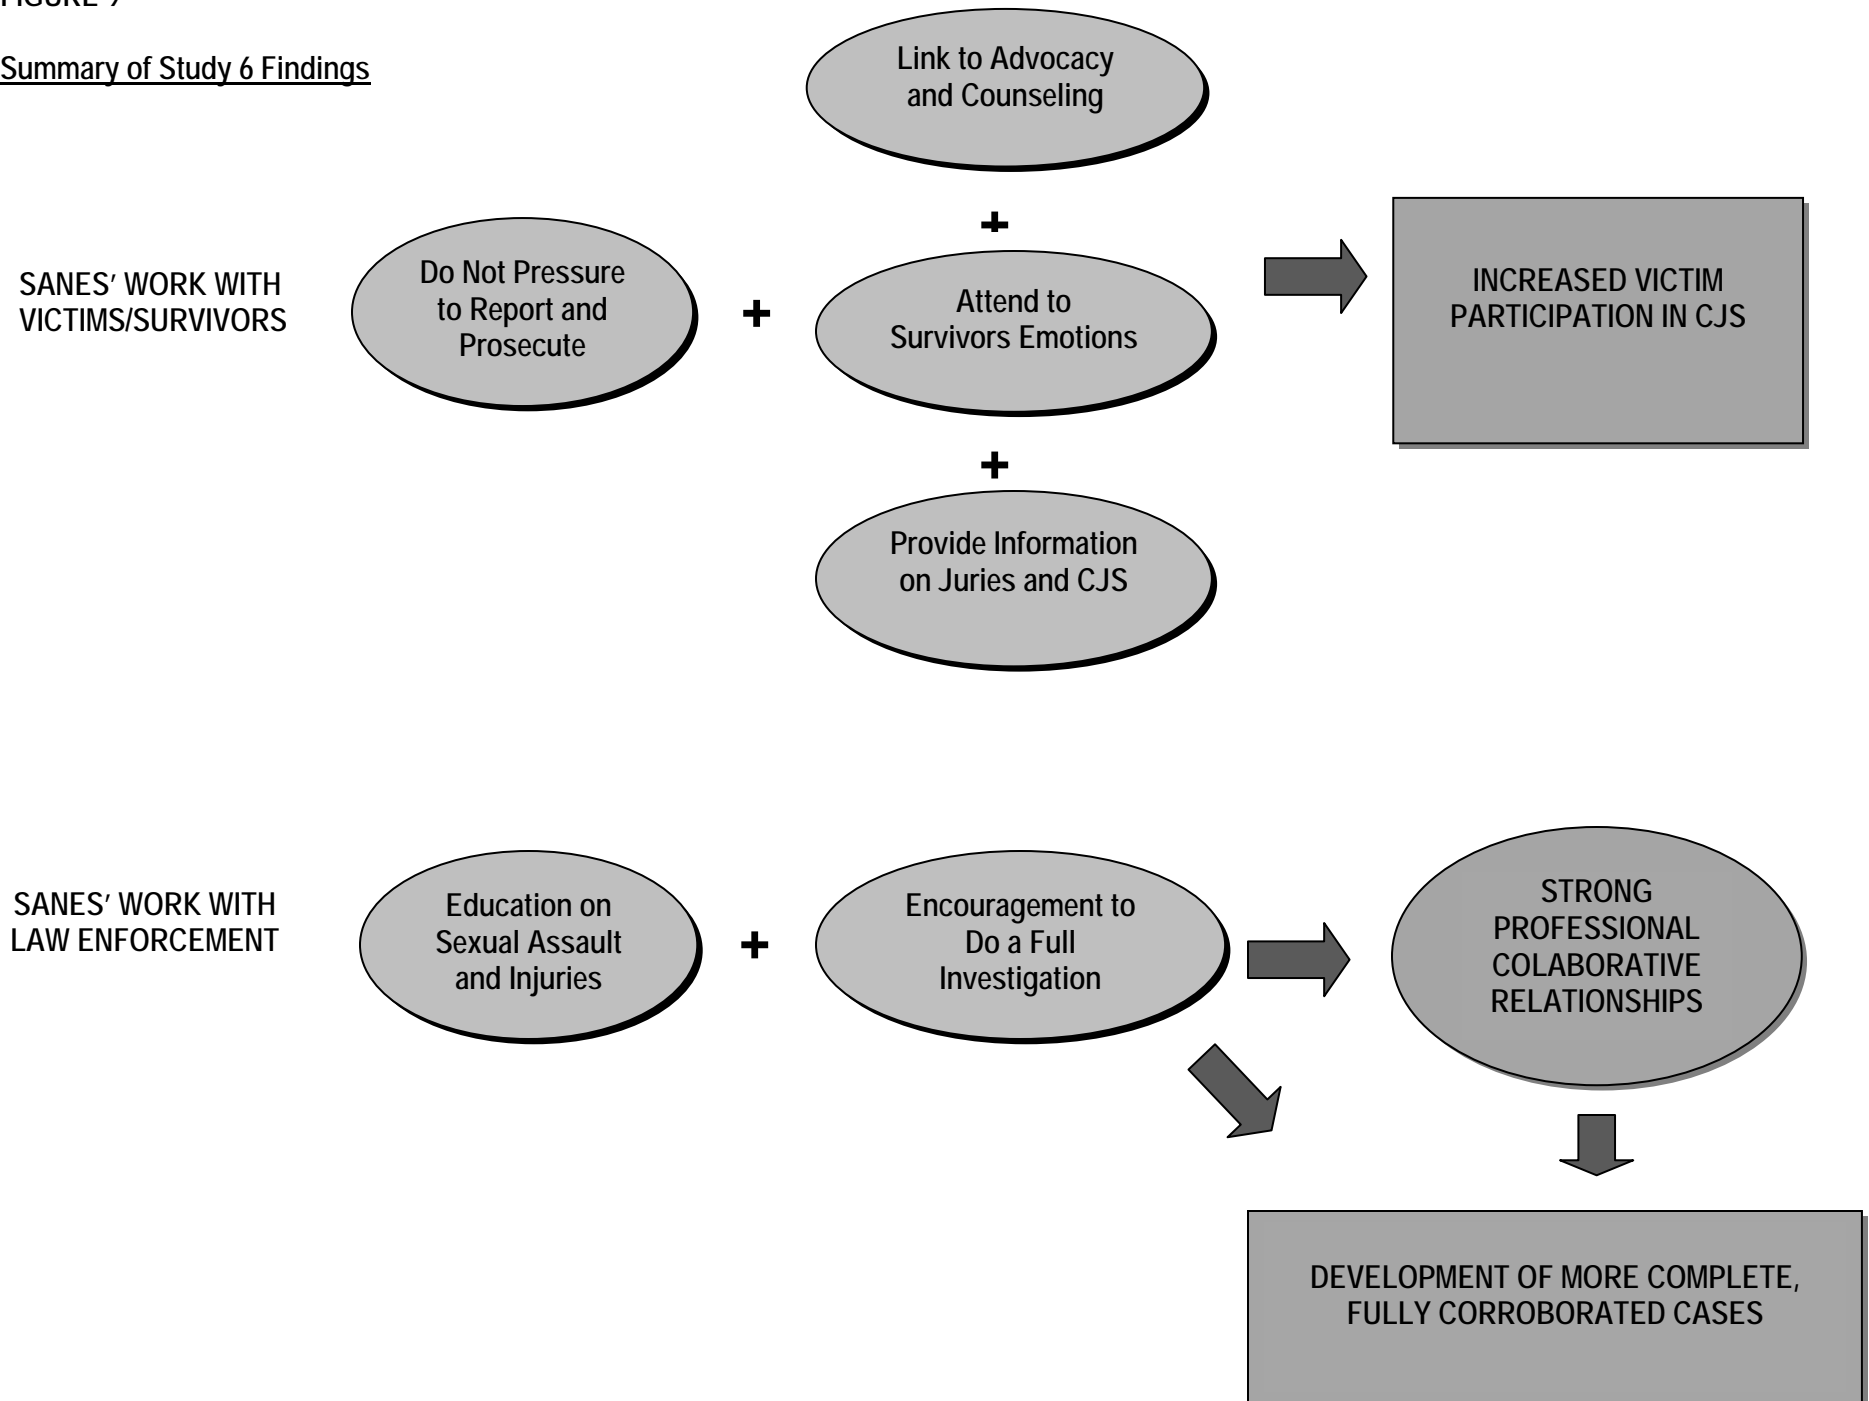 Summary of Study 6 Findings
Link to Advocacy
and Counseling
+
SANES’ WORK WITH
VICTIMS/SURVIVORS
Do Not Pressure
to Report and
Prosecute
+
Attend to
Survivors Emotions
INCREASED VICTIM
PARTICIPATION IN CJS
+
Provide Information
on Juries and CJS
SANES’ WORK WITH
LAW ENFORCEMENT
Education on
Sexual Assault
and Injuries
+
Encouragement to
Do a Full
Investigation
STRONG
PROFESSIONAL
COLABORATIVE
RELATIONSHIPS
DEVELOPMENT OF MORE COMPLETE,
FULLY CORROBORATED CASES